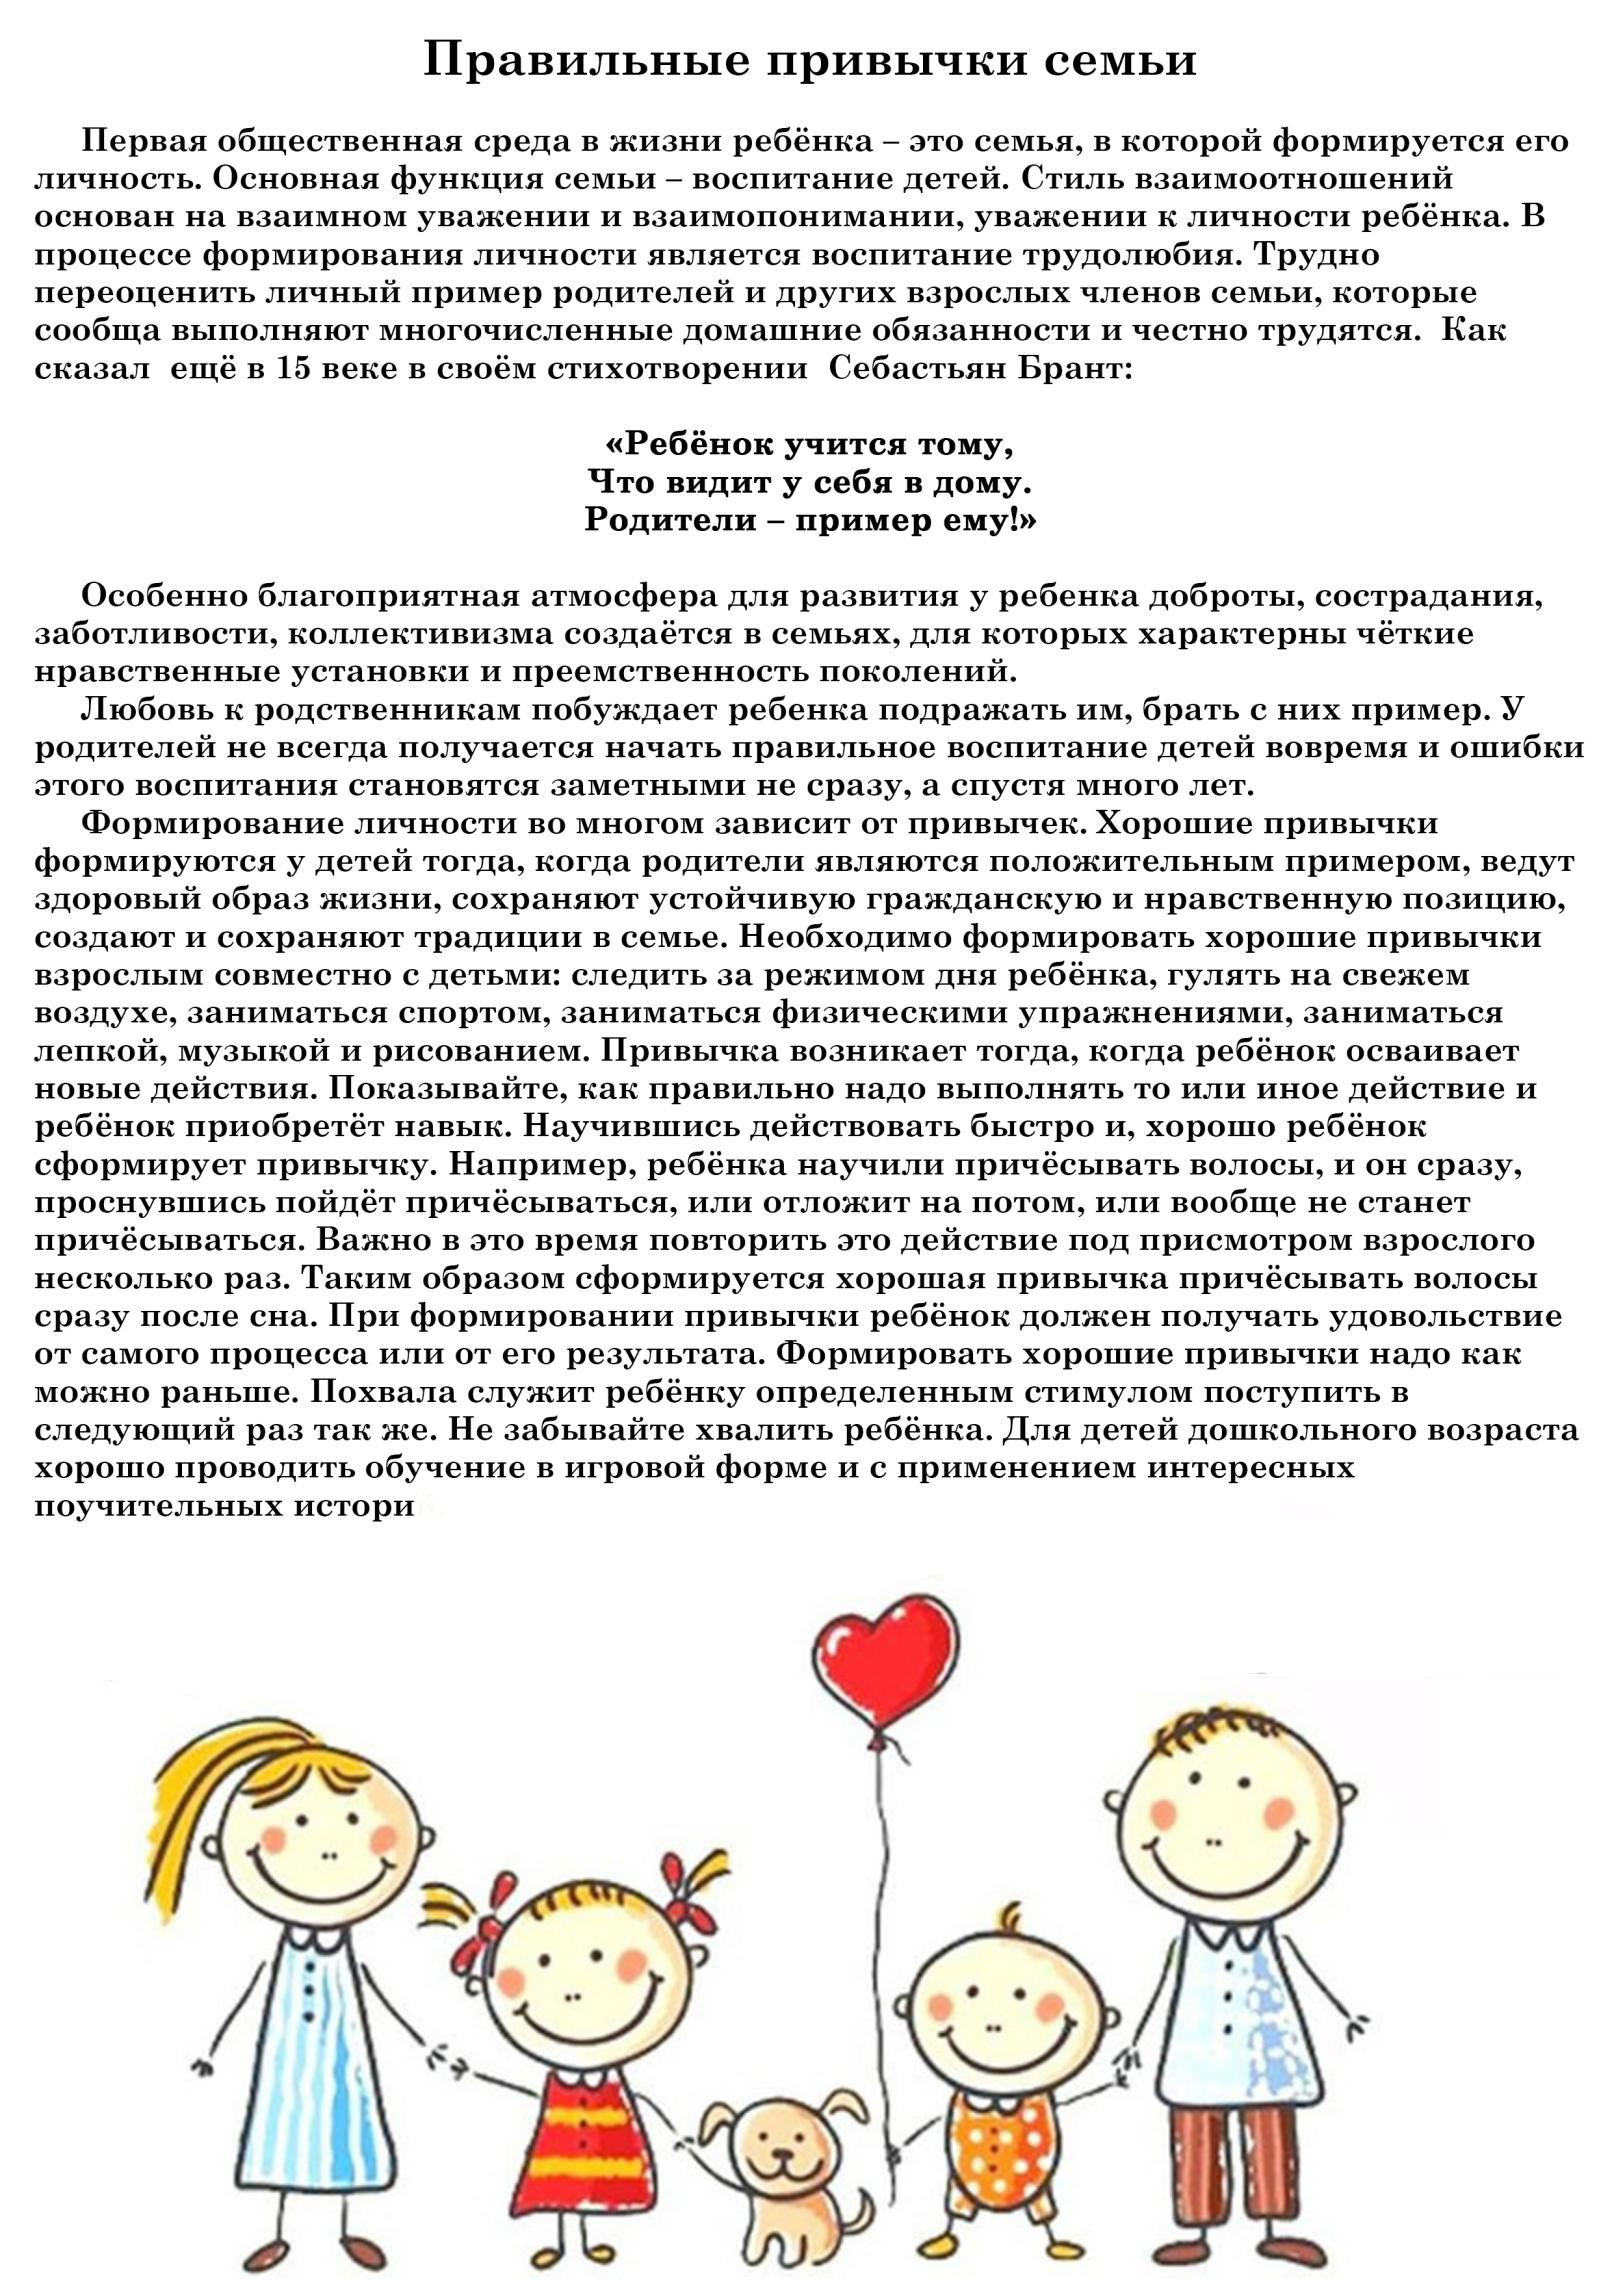 Правильные привычки семьи
Первая общественная среда в жизни ребёнка – это семья, в которой формируется его
личность. Основная функция семьи – воспитание детей. Стиль взаимоотношений
основан на взаимном уважении и взаимопонимании, уважении к личности ребёнка. В
процессе формирования личности является воспитание трудолюбия. Трудно
переоценить личный пример родителей и других взрослых членов семьи, которые
сообща выполняют многочисленные домашние обязанности и честно трудятся.  Как
сказал  ещё в 15 веке в своём стихотворении  Себастьян Брант:
«Ребёнок учится тому,
Что видит у себя в дому.
Родители – пример ему!»
Особенно благоприятная атмосфера для развития у ребенка доброты, сострадания,
заботливости, коллективизма создаётся в семьях, для которых характерны чёткие
нравственные установки и преемственность поколений.
Любовь к родственникам побуждает ребенка подражать им, брать с них пример. У
родителей не всегда получается начать правильное воспитание детей вовремя и ошибки
этого воспитания становятся заметными не сразу, а спустя много лет.
Формирование личности во многом зависит от привычек. Хорошие привычки
формируются у детей тогда, когда родители являются положительным примером, ведут
здоровый образ жизни, сохраняют устойчивую гражданскую и нравственную позицию,
создают и сохраняют традиции в семье. Необходимо формировать хорошие привычки
взрослым совместно с детьми: следить за режимом дня ребёнка, гулять на свежем
воздухе, заниматься спортом, заниматься физическими упражнениями, заниматься
лепкой, музыкой и рисованием. Привычка возникает тогда, когда ребёнок осваивает
новые действия. Показывайте, как правильно надо выполнять то или иное действие и
ребёнок приобретёт навык. Научившись действовать быстро и, хорошо ребёнок
сформирует привычку. Например, ребёнка научили причёсывать волосы, и он сразу,
проснувшись пойдёт причёсываться, или отложит на потом, или вообще не станет
причёсываться. Важно в это время повторить это действие под присмотром взрослого
несколько раз. Таким образом сформируется хорошая привычка причёсывать волосы
сразу после сна. При формировании привычки ребёнок должен получать удовольствие
от самого процесса или от его результата. Формировать хорошие привычки надо как
можно раньше. Похвала служит ребёнку определенным стимулом поступить в
следующий раз так же. Не забывайте хвалить ребёнка. Для детей дошкольного возраста
хорошо проводить обучение в игровой форме и с применением интересных
поучительных историй.